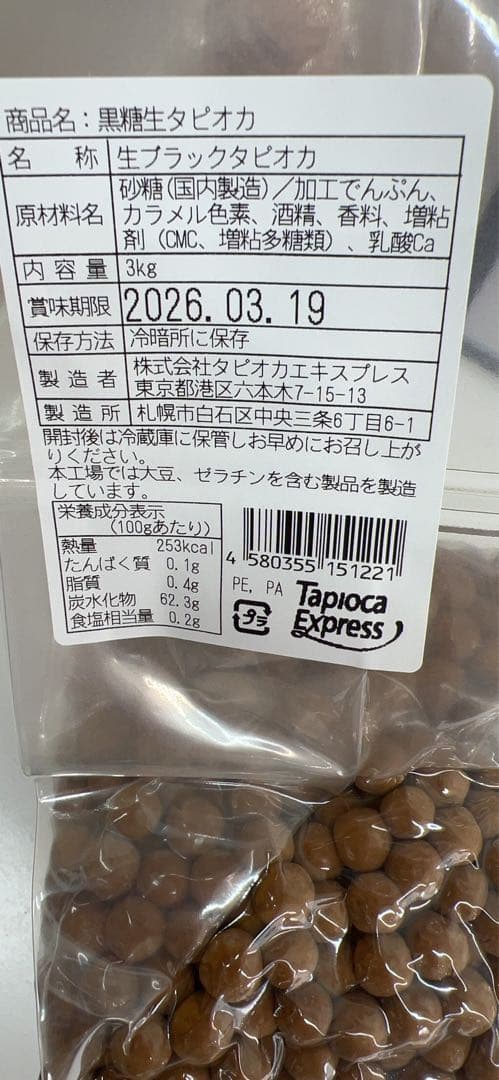 商品名：黒糖生タピオカ
名　称 生ブラックタピオカ
原材料名 砂糖(国内製造)／加工でんぷん、
カラメル色素、酒精、香料、増粘
剤（CMC、増粘多糖類）、乳酸Ca
内容量 3kg
賞味期限 2026.03.19
保存方法 冷暗所に保存
製造者 株式会社タピオカエキスプレス
東京都港区六本木7-15-13
製造所 札幌市白石区中央三条6丁目6-1
開封後は冷蔵庫に保管しお早めにお召し上が
りください。
本工場では大豆、ゼラチンを含む製品を製造
しています。
栄養成分表示
(100gあたり))
熱量 253kcal
たんぱく質 0.1g
脂質 0.4g
炭水化物 62.3g
食塩相当量 0.2g
4 580355 151221
PE, PA
プラ
Tapioca
Express